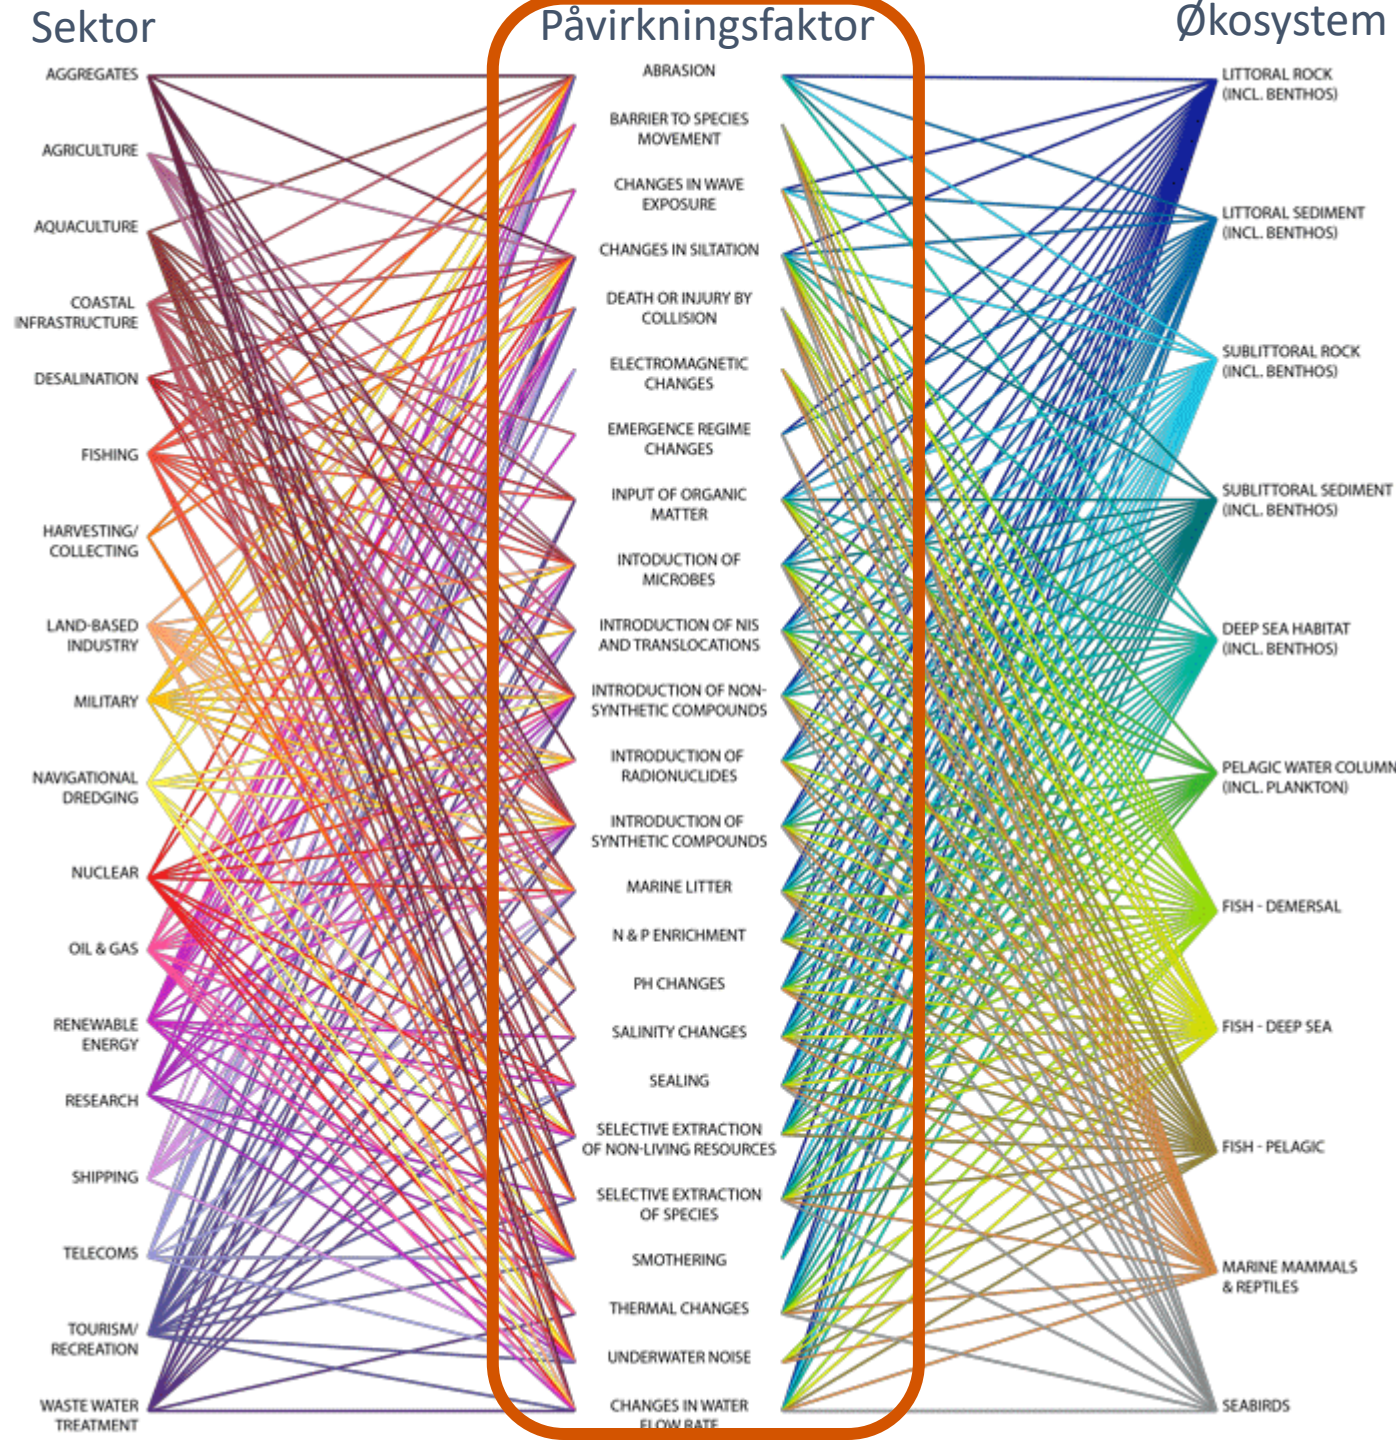 Sektor
Påvirkningsfaktor
Økosystem
AGGREGATES
AGRICULTURE
AQUACULTURE
COASTAL
INFRASTRUCTURE
DESALINATION
FISHING
HARVESTING/
COLLECTING
LAND-BASED
INDUSTRY
MILITARY
NAVIGATIONAL
DREDGING
NUCLEAR
OIL & GAS
RENEWABLE
ENERGY
RESEARCH
SHIPPING
TELECOMS
TOURISM/
RECREATION
WASTE WATER
TREATMENT
ABRASION
BARRIER TO SPECIES
MOVEMENT
CHANGES IN WAVE
EXPOSURE
CHANGES IN SILTATION
DEATH OR INJURY BY
COLLISION
ELECTROMAGNETIC
CHANGES
EMERGENCE REGIME
CHANGES
INPUT OF ORGANIC
MATTER
INTODUCTION OF
MICROBES
INTRODUCTION OF NIS
AND TRANSLOCATIONS
INTRODUCTION OF NON-
SYNTHETIC COMPOUNDS
INTRODUCTION OF
RADIONUCLIDES
INTRODUCTION OF
SYNTHETIC COMPOUNDS
MARINE LITTER
N & P ENRICHMENT
PH CHANGES
SALINITY CHANGES
SEALING
SELECTIVE EXTRACTION
OF NON-LIVING RESOURCES
SELECTIVE EXTRACTION
OF SPECIES
SMOTHERING
THERMAL CHANGES
UNDERWATER NOISE
CHANGES IN WATER
FLOW RATE
LITTORAL ROCK
(INCL. BENTHOS)
LITTORAL SEDIMENT
(INCL. BENTHOS)
SUBLITTORAL ROCK
(INCL. BENTHOS)
SUBLITTORAL SEDIMENT
(INCL. BENTHOS)
DEEP SEA HABITAT
(INCL. BENTHOS)
PELAGIC WATER COLUMN
(INCL. PLANKTON)
FISH - DEMERSAL
FISH - DEEP SEA
FISH - PELAGIC
MARINE MAMMALS
& REPTILES
SEABIRDS